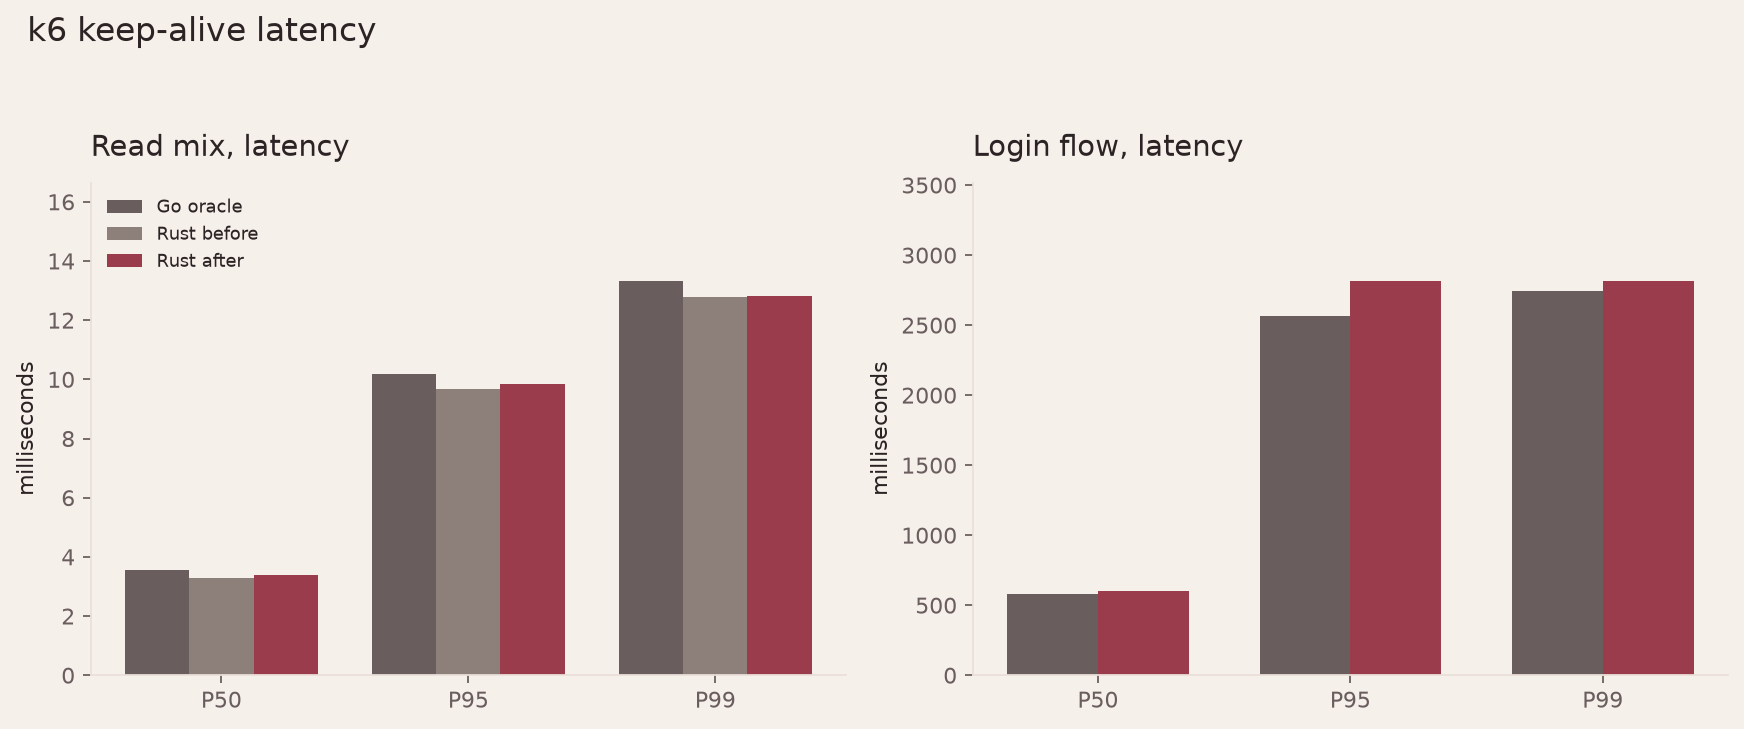 k6 keep-alive latency
Read mix, latency
milliseconds
16
14
12
10
8
6
4
2
0
Go oracle
Rust before
Rust after
P50
P95
P99
Login flow, latency
milliseconds
3500
3000
2500
2000
1500
1000
500
0
P50
P95
P99